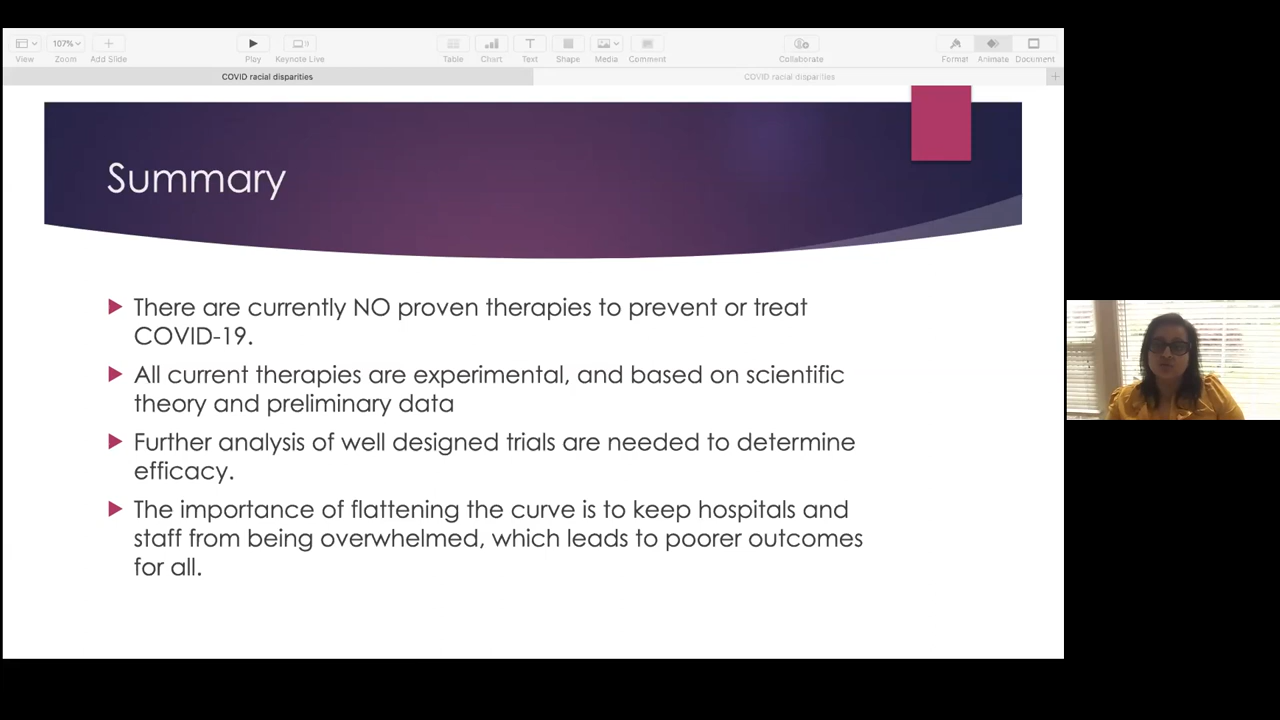 107%
View
Zoom
Add Slide
Play
Keynote Live
Table
Chart
Text
Shape
Media
Comment
Collaborate
Format
Animate
Document
COVID racial disparities
COVID racial disparities
Summary
There are currently NO proven therapies to prevent or treat
COVID-19.
All current therapies are experimental, and based on scientific
theory and preliminary data
Further analysis of well designed trials are needed to determine
efficacy.
The importance of flattening the curve is to keep hospitals and
staff from being overwhelmed, which leads to poorer outcomes
for all.